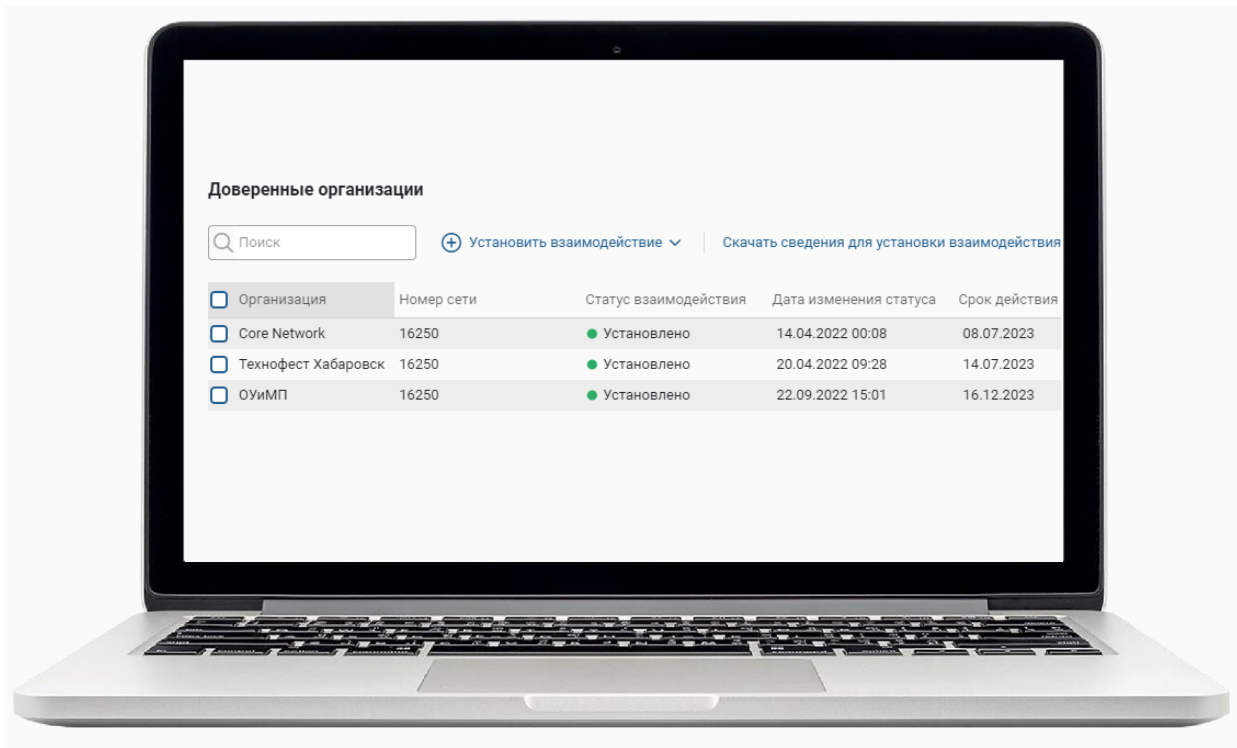 Доверенные организации
Поиск
Установить взаимодействие
Скачать сведения для установки взаимодействия
Организация Номер сети Статус взаимодействия Дата изменения статуса Срок действия
Core Network 16250 Установлено 14.04.2022 00:08 08.07.2023
Технофест Хабаровск 16250 Установлено 20.04.2022 09:28 14.07.2023
ОУиМП 16250 Установлено 22.09.2022 15:01 16.12.2023